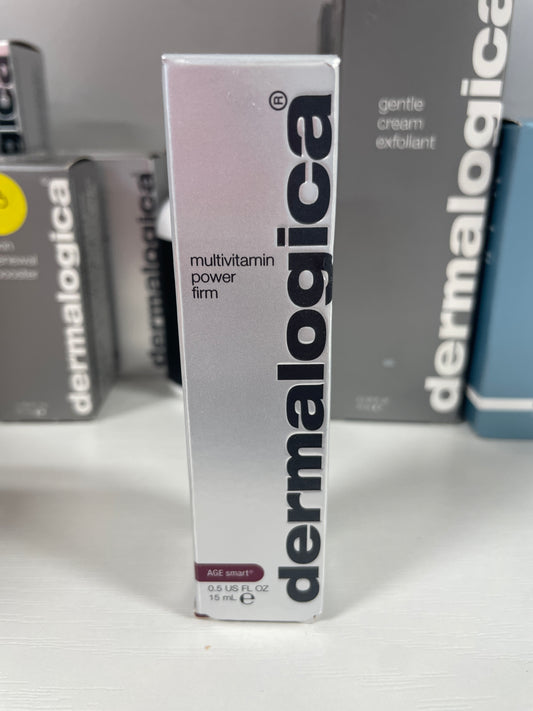 dermalogica®
multivitamin
power
firm
AGE smart®
0.5 US FL OZ
15 mL ℮
gentle
cream
exfoliant
dermalogica
dermalogica
dermalogica
booster